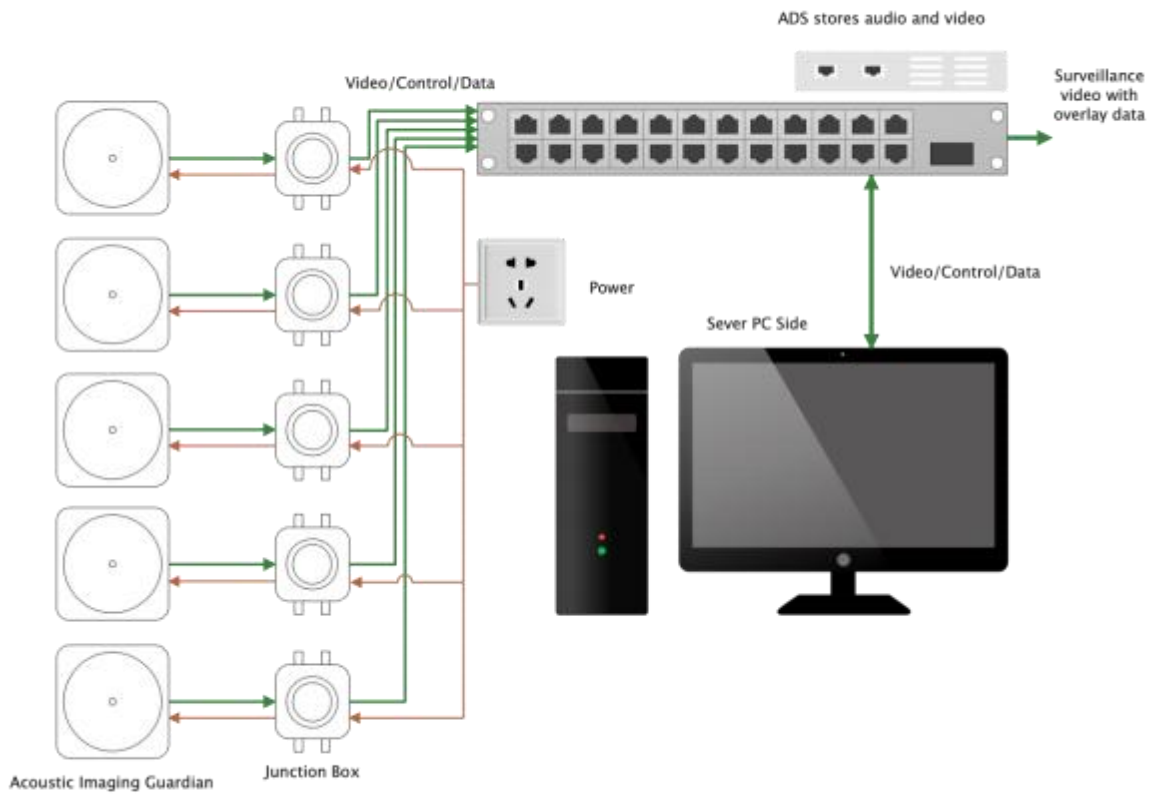 ADS stores audio and video
Video/Control/Data
Surveillance
video with
overlay data
Video/Control/Data
Power
Sever PC Side
Junction Box
Acoustic Imaging Guardian